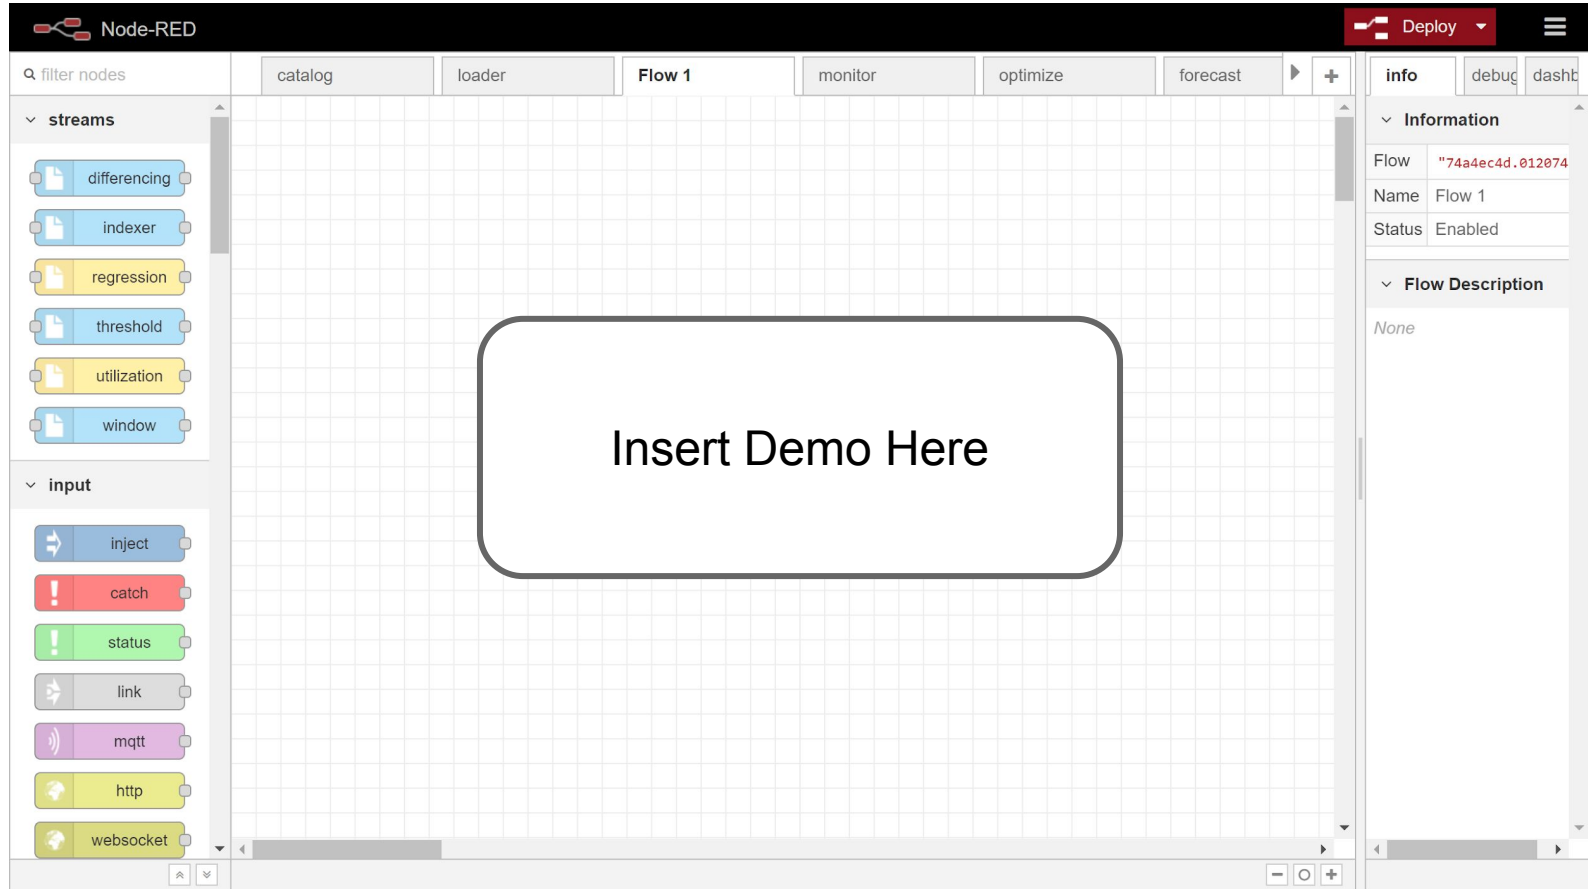 Node-RED
Deploy
filter nodes
catalog
loader
Flow 1
monitor
optimize
forecast
+
info
debug
dashb
streams
differencing
indexer
regression
threshold
utilization
window
input
inject
catch
status
link
mqtt
http
websocket
Insert Demo Here
Information
Flow "74a4ec4d.012074
Name Flow 1
Status Enabled
Flow Description
None